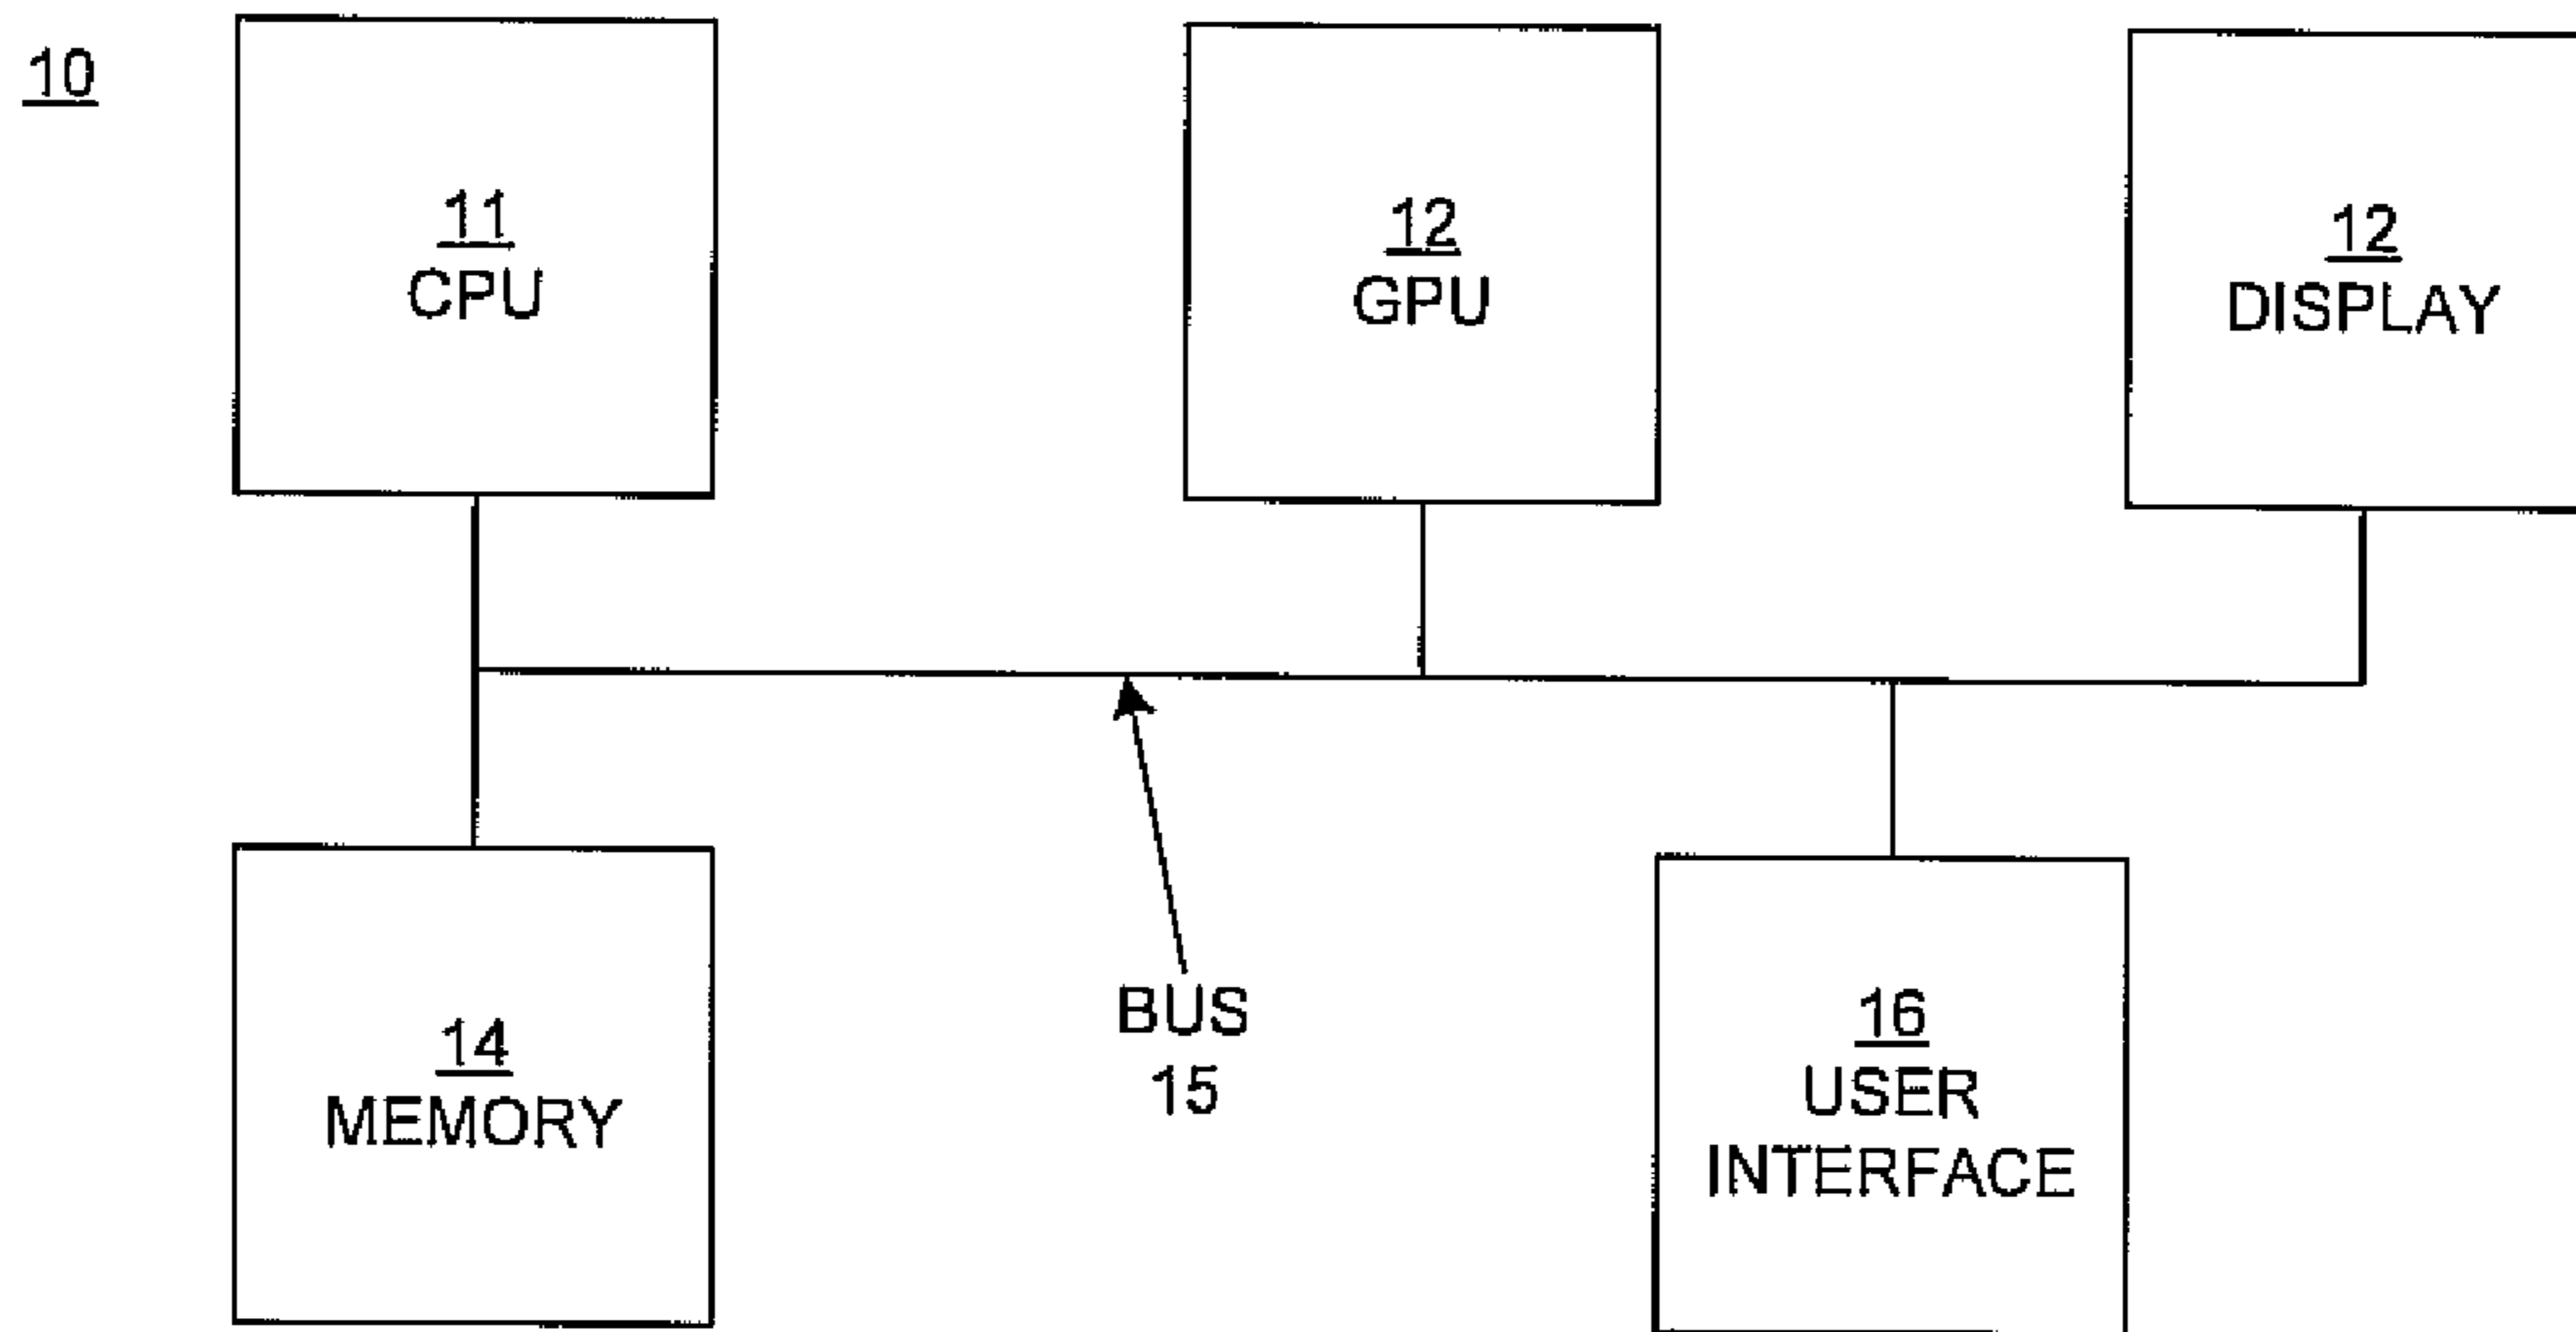 10
11
CPU
12
GPU
12
DISPLAY
14
MEMORY
BUS
15
16
USER
INTERFACE